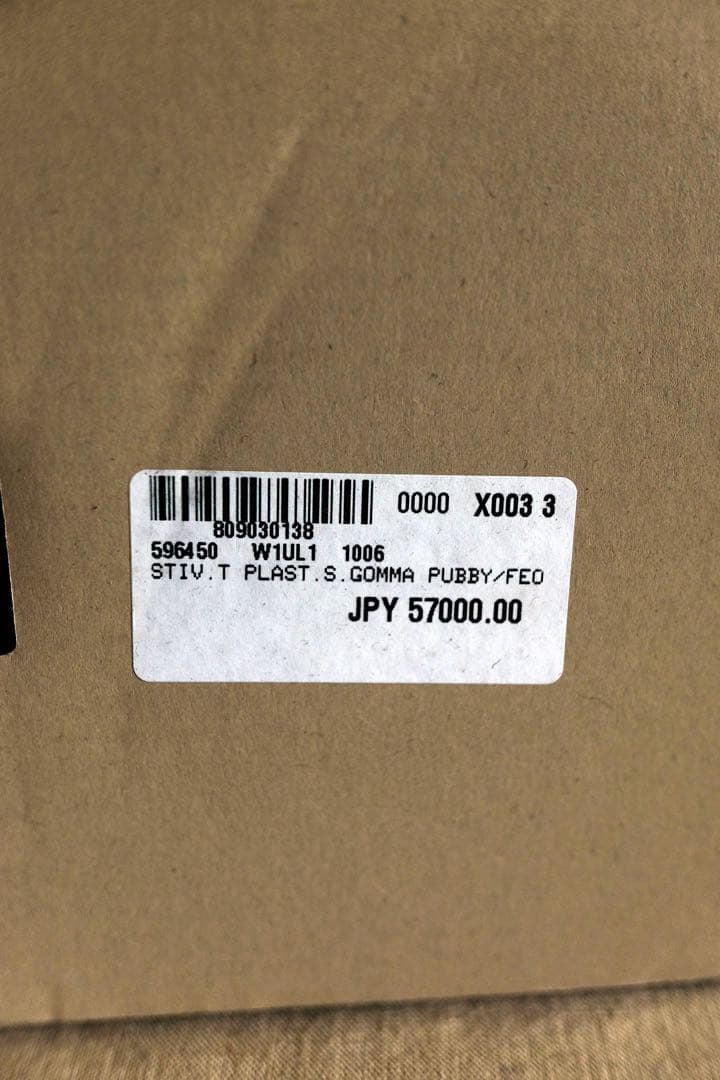 0000 X003 3
809030138
596450 W1UL1 1006
STIV.T PLAST.S.GOMMA PUBBY/FEO
JPY 57000.00